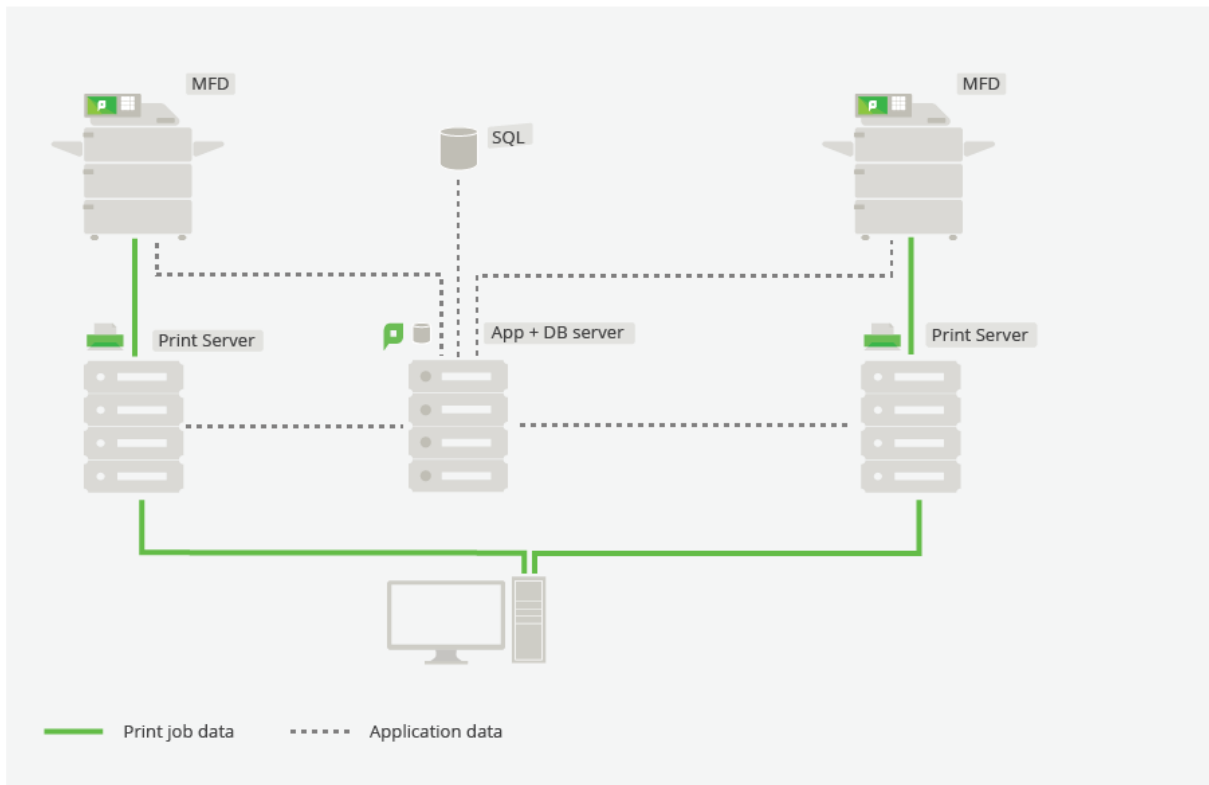 MFD
MFD
SQL
Print Server
App + DB server
Print Server
Print job data
Application data